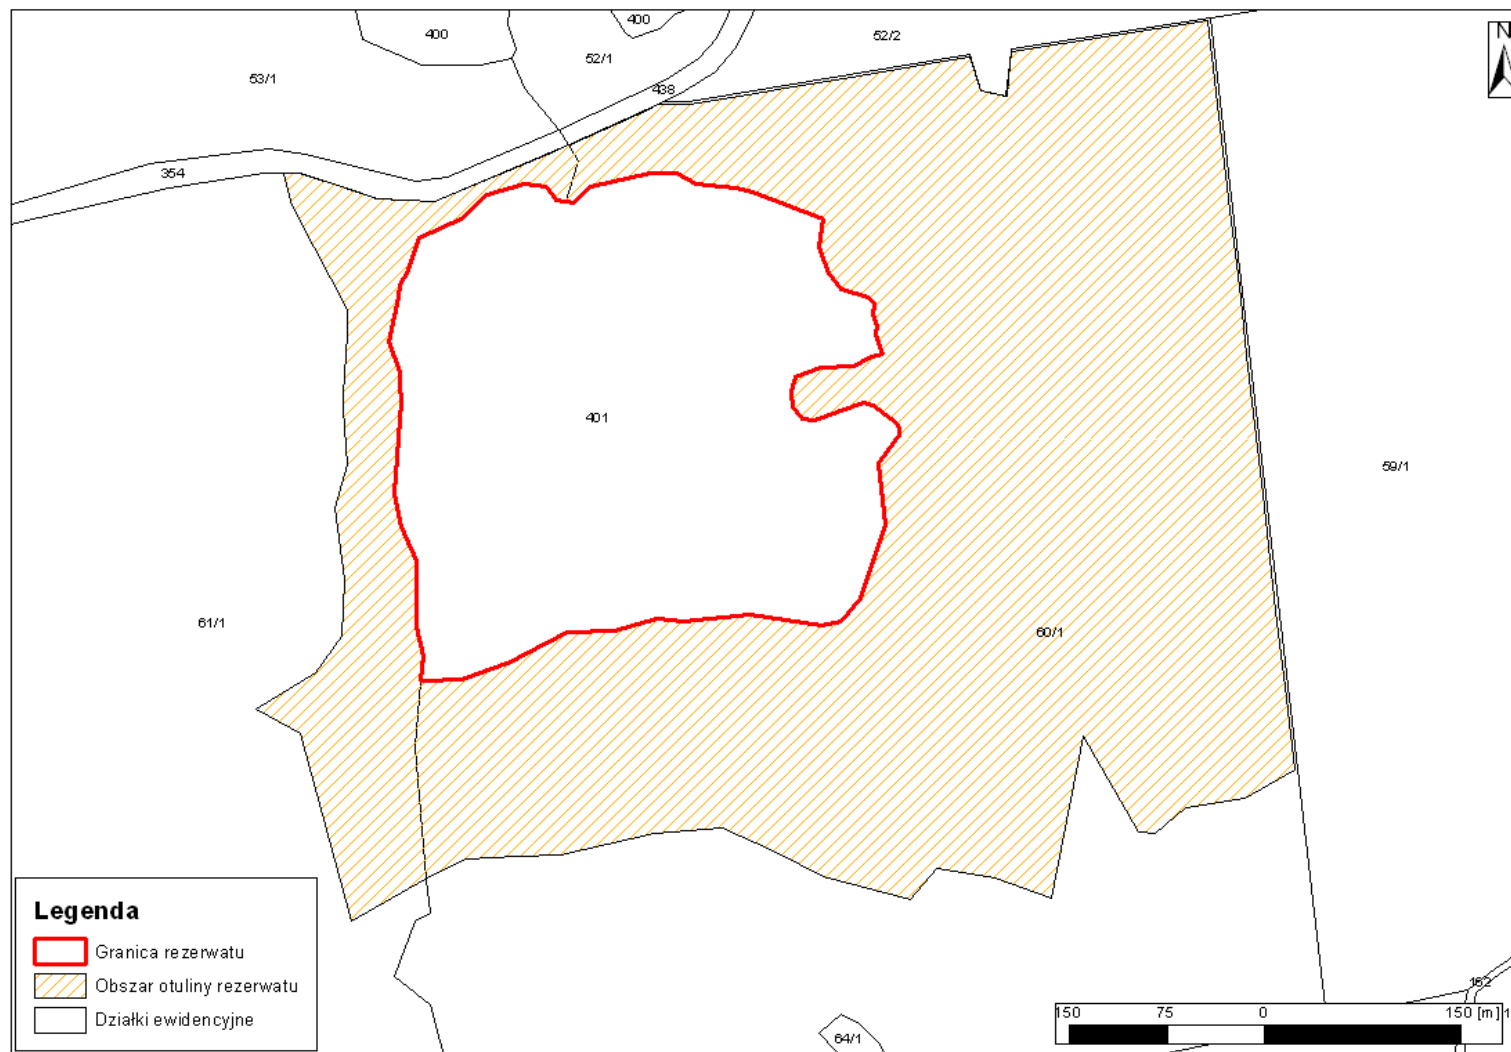 400
400
52/1
52/2
53/1
438
354
N
401
59/1
61/1
60/1
Legenda
Granica rezerwatu
Obszar otuliny rezerwatu
Działki ewidencyjne
162
150 75 0 150 [m]
64/1